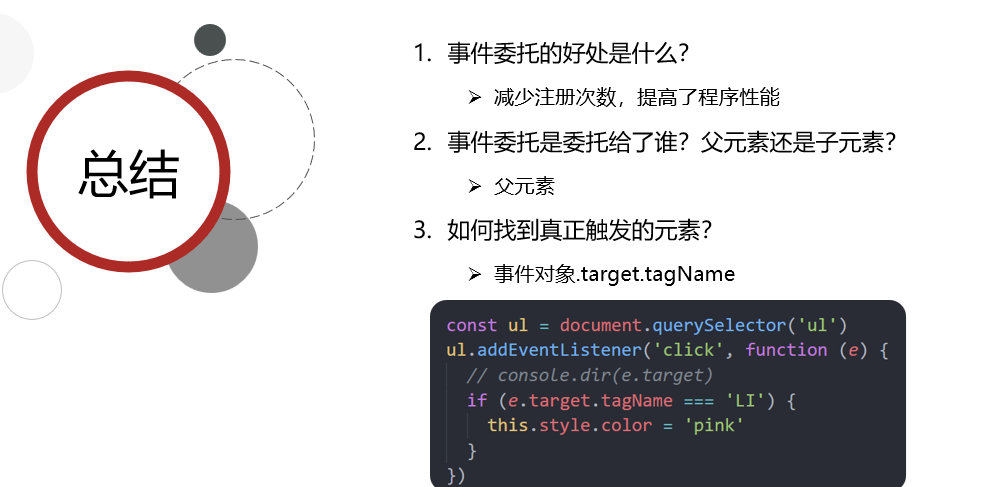 总结
1. 事件委托的好处是什么？
➢ 减少注册次数，提高了程序性能
2. 事件委托是委托给了谁？父元素还是子元素？
➢ 父元素
3. 如何找到真正触发的元素？
➢ 事件对象.target.tagName
const ul = document.querySelector('ul')
ul.addEventListener('click', function (e) {
  // console.dir(e.target)
  if (e.target.tagName === 'LI') {
    this.style.color = 'pink'
  }
})